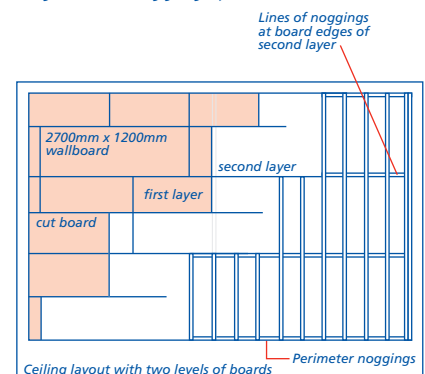 Lines of noggings
at board edges of
second layer
2700mm x 1200mm
wallboard
second layer
first layer
cut board
Perimeter noggings
Ceiling layout with two levels of boards